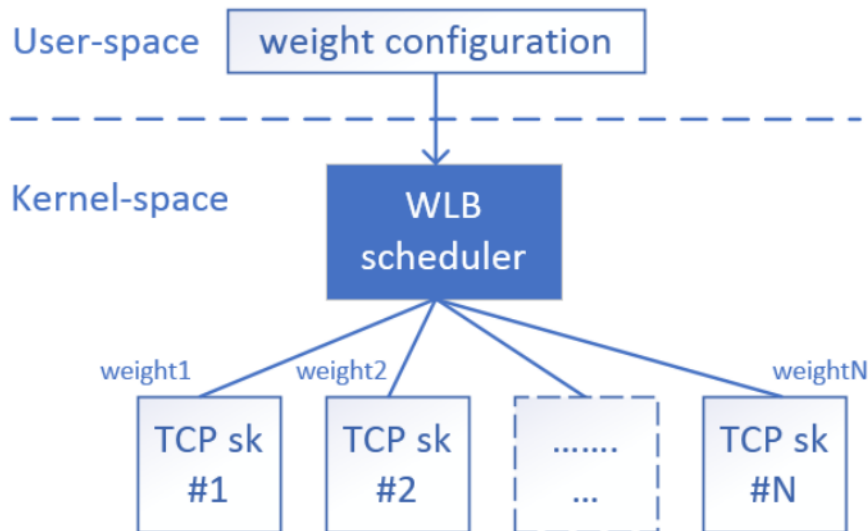 User-space
weight configuration
Kernel-space
WLB
scheduler
weight1
weight2
weightN
TCP sk
#1
TCP sk
#2
.......
...
TCP sk
#N